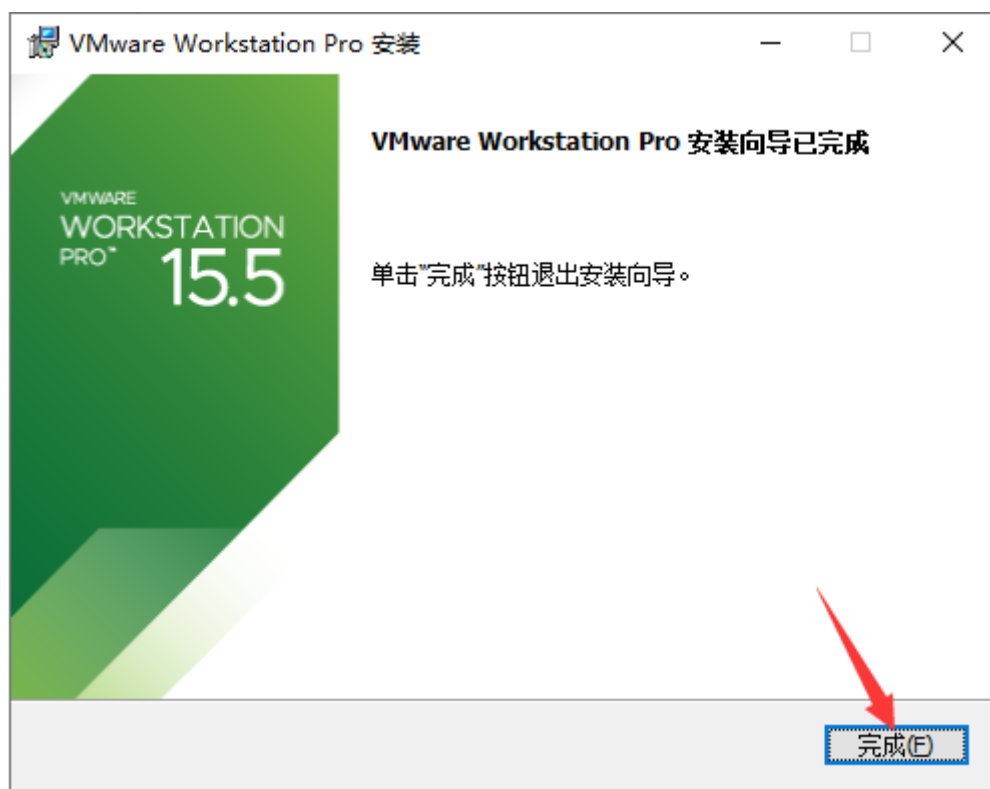 VMware Workstation Pro 安装
VMware Workstation Pro 安装向导已完成
VMWARE
WORKSTATION
PRO™ 15.5
单击"完成"按钮退出安装向导。
完成(F)